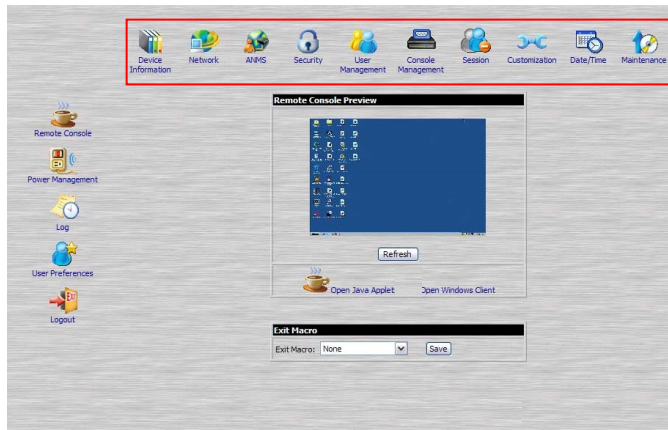 Device Information
Network
ANMS
Security
User Management
Console Management
Session
Customization
Date/Time
Maintenance
Remote Console
Power Management
Log
User Preferences
Logout
Remote Console Preview
Refresh
Open Java Applet
Open Windows Client
Exit Macro
Exit Macro: None Save